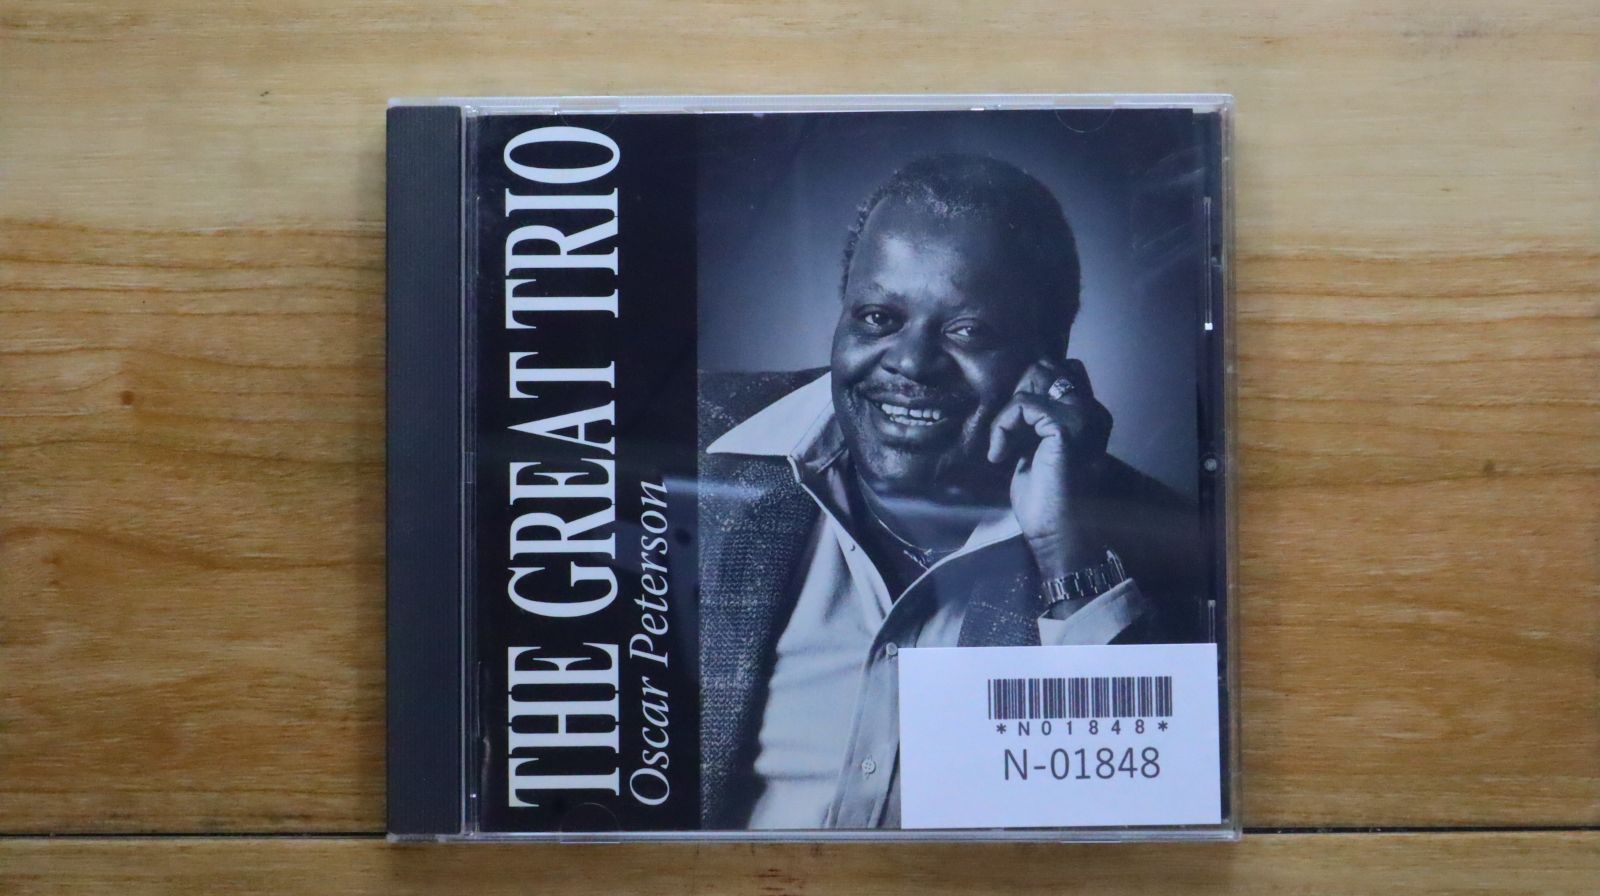 THE GREAT TRIO
Oscar Peterson
*N01848*
N-01848